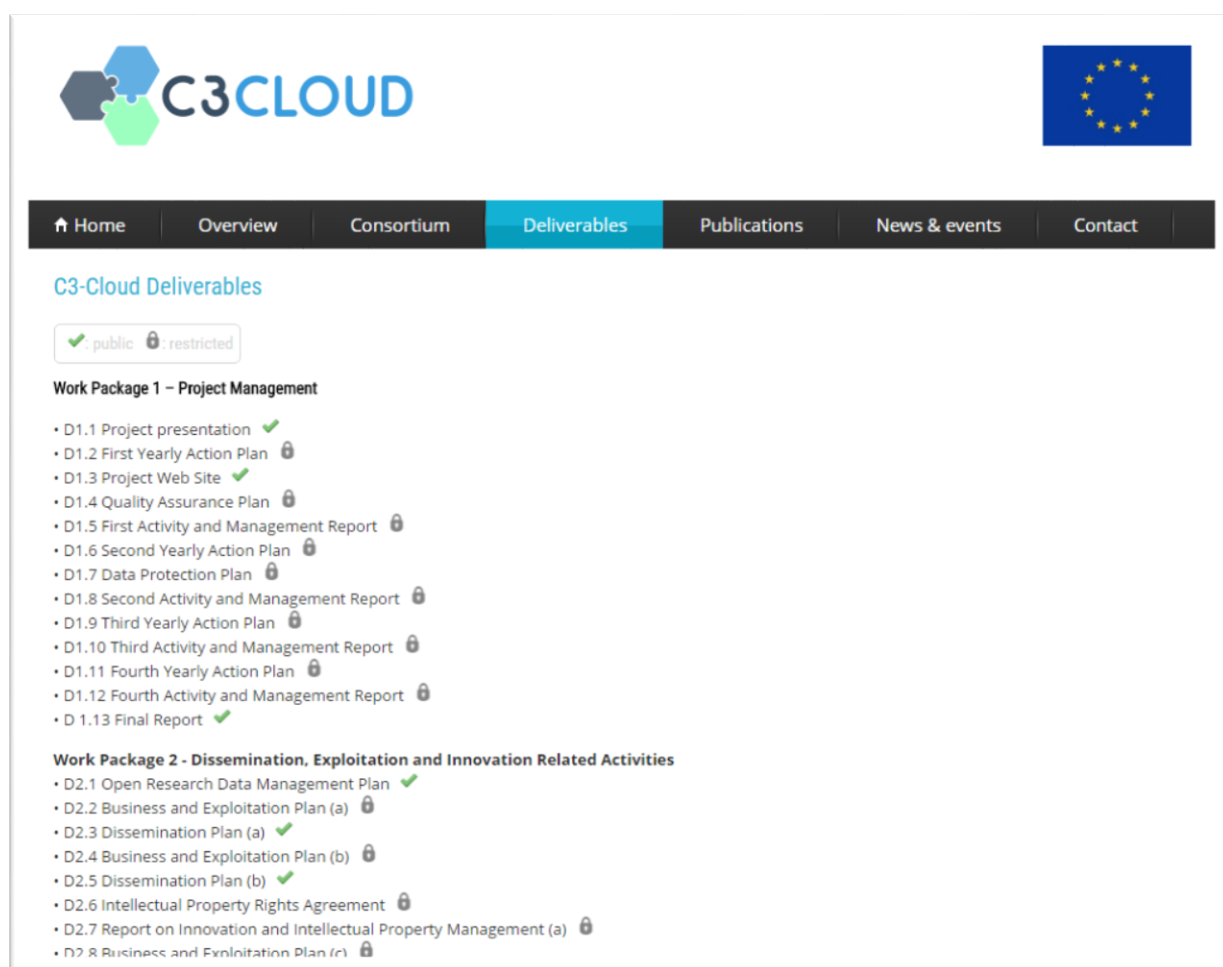 C3CLOUD
Home Overview Consortium Deliverables Publications News & events Contact
C3-Cloud Deliverables
: public : restricted
Work Package 1 – Project Management
• D1.1 Project presentation
• D1.2 First Yearly Action Plan
• D1.3 Project Web Site
• D1.4 Quality Assurance Plan
• D1.5 First Activity and Management Report
• D1.6 Second Yearly Action Plan
• D1.7 Data Protection Plan
• D1.8 Second Activity and Management Report
• D1.9 Third Yearly Action Plan
• D1.10 Third Activity and Management Report
• D1.11 Fourth Yearly Action Plan
• D1.12 Fourth Activity and Management Report
• D 1.13 Final Report
Work Package 2 - Dissemination, Exploitation and Innovation Related Activities
• D2.1 Open Research Data Management Plan
• D2.2 Business and Exploitation Plan (a)
• D2.3 Dissemination Plan (a)
• D2.4 Business and Exploitation Plan (b)
• D2.5 Dissemination Plan (b)
• D2.6 Intellectual Property Rights Agreement
• D2.7 Report on Innovation and Intellectual Property Management (a)
• D2.8 Business and Exploitation Plan (c)